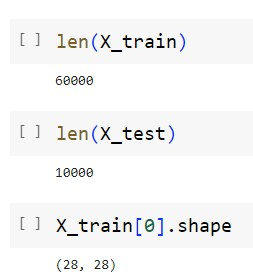 [ ] len(X_train)
60000
[ ] len(X_test)
10000
[ ] X_train[0].shape
(28, 28)